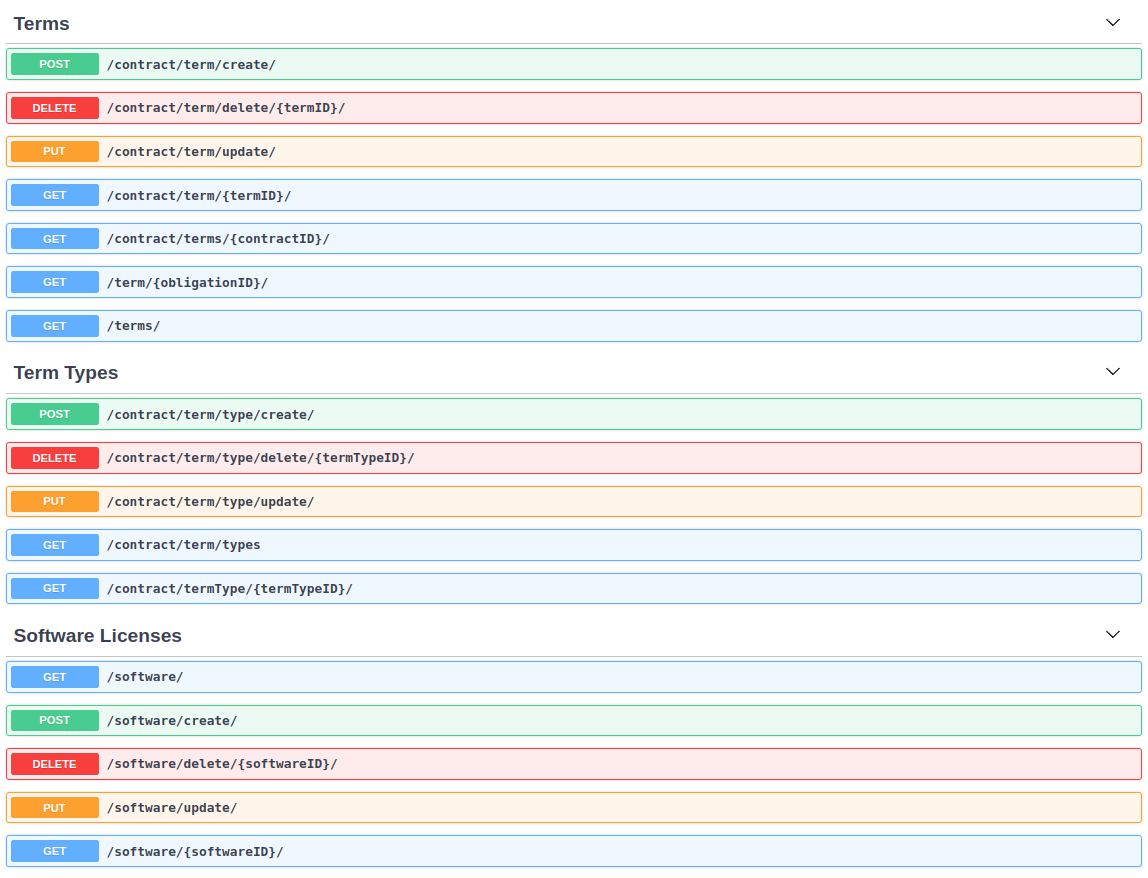 Terms
POST /contract/term/create/
DELETE /contract/term/delete/{termID}/
PUT /contract/term/update/
GET /contract/term/{termID}/
GET /contract/terms/{contractID}/
GET /term/{obligationID}/
GET /terms/
Term Types
POST /contract/term/type/create/
DELETE /contract/term/type/delete/{termTypeID}/
PUT /contract/term/type/update/
GET /contract/term/types
GET /contract/termType/{termTypeID}/
Software Licenses
GET /software/
POST /software/create/
DELETE /software/delete/{softwareID}/
PUT /software/update/
GET /software/{softwareID}/